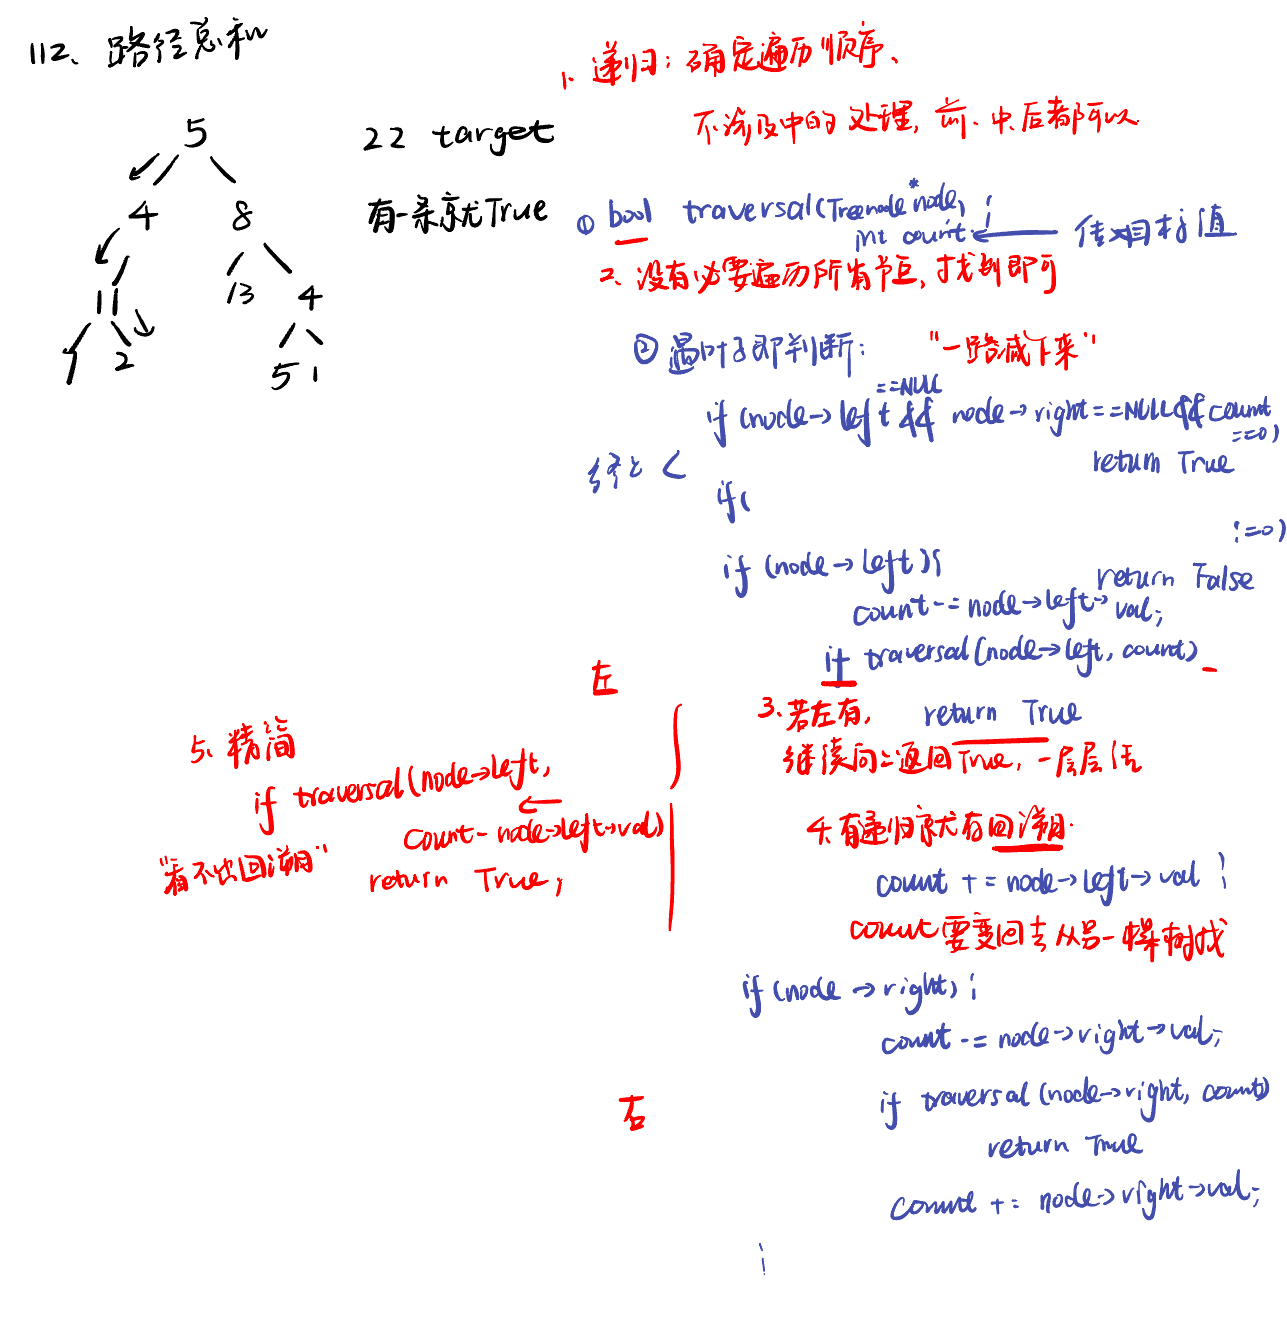 112、路径总和
5
4 8
11 13 4
7 2 5 1
22 target
有一条就True
1、递归：确定遍历顺序、
不涉及中的处理，前、中、后都可以
① bool traversal(Treenode*node,
int count 传入目标值
2、没有必要遍历所有节点，找到即可
② 遇叶子即判断： "一路减下来"
if (node→left ==NULL && node→right==NULL&&count
==0)
return True
终止 <
if(
!=0)
return False
if (node→left){
count-=node→left→val;
if traversal(node→left, count)
return True
左
3、若左有，
继续向上返回True，一层层传
4、有递归就有回溯
count += node→left→val
count需变回去从另一棵树找
5、精简
if traversal(node→left,
count-node→left→val)
return True;
"看不出回溯"
if(node→right){
count-=node→right→val;
if traversal(node→right, count)
return True
count += node→right→val;
右
}